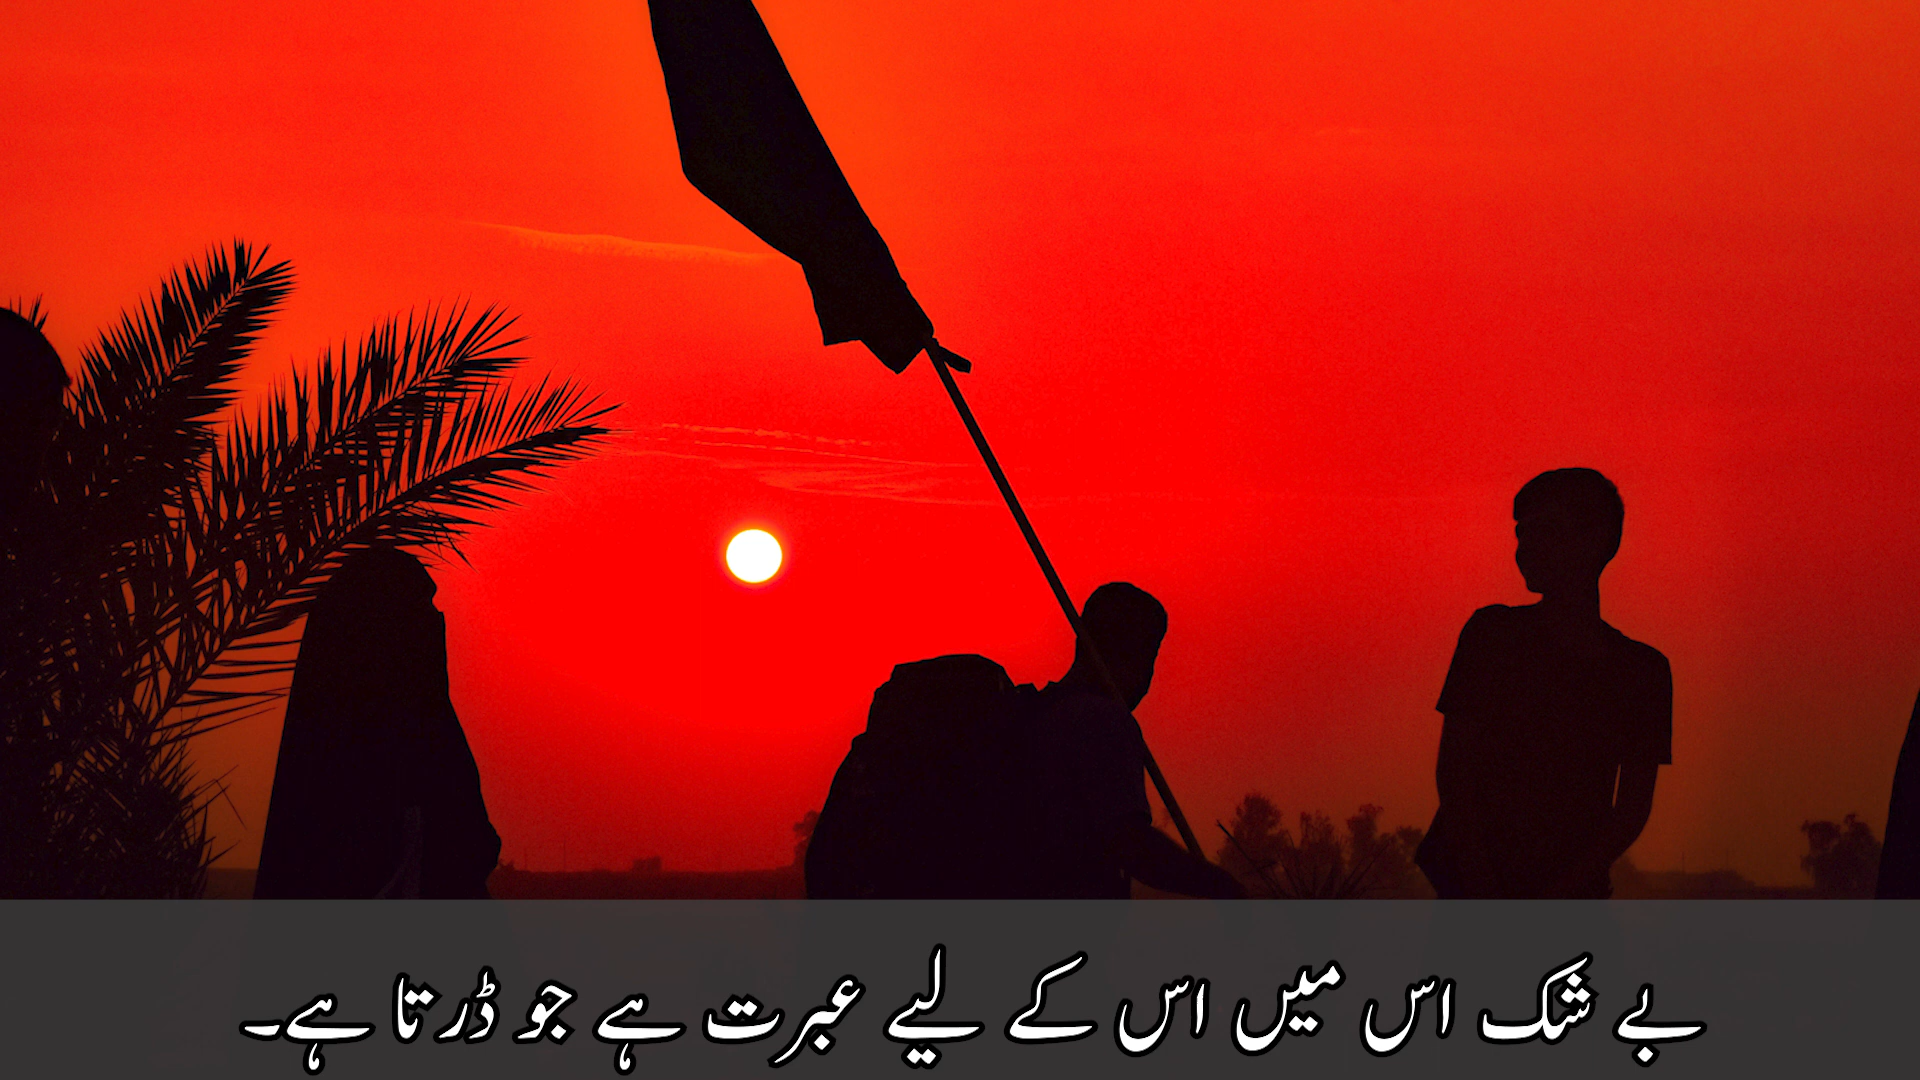 بے شک اس میں اس کے لیے عبرت ہے جو ڈرتا ہے۔